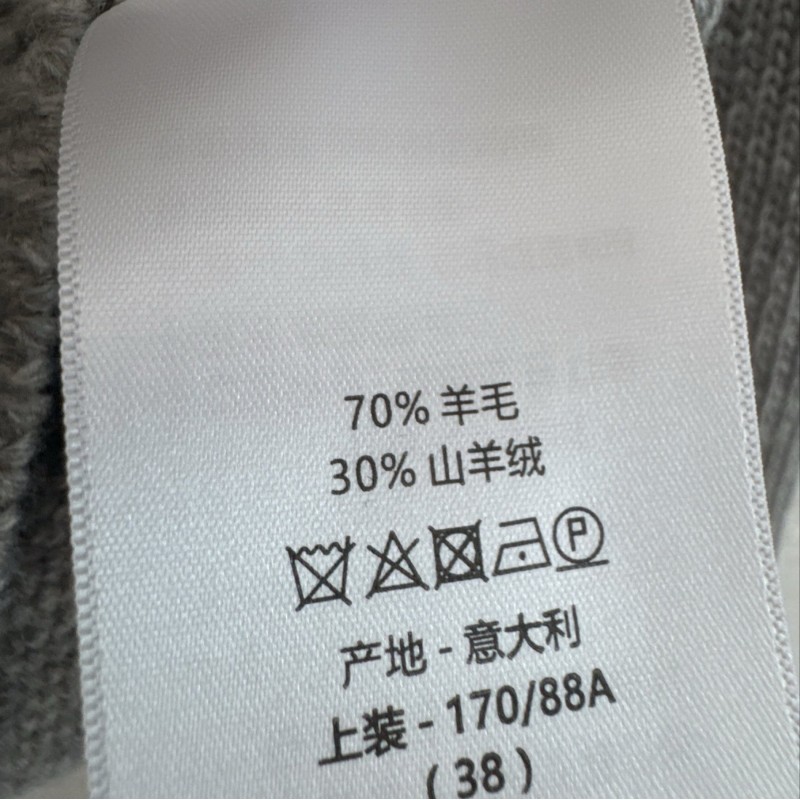 70% 羊毛
30% 山羊绒
P
产地 - 意大利
上装 - 170/88A
( 38 )